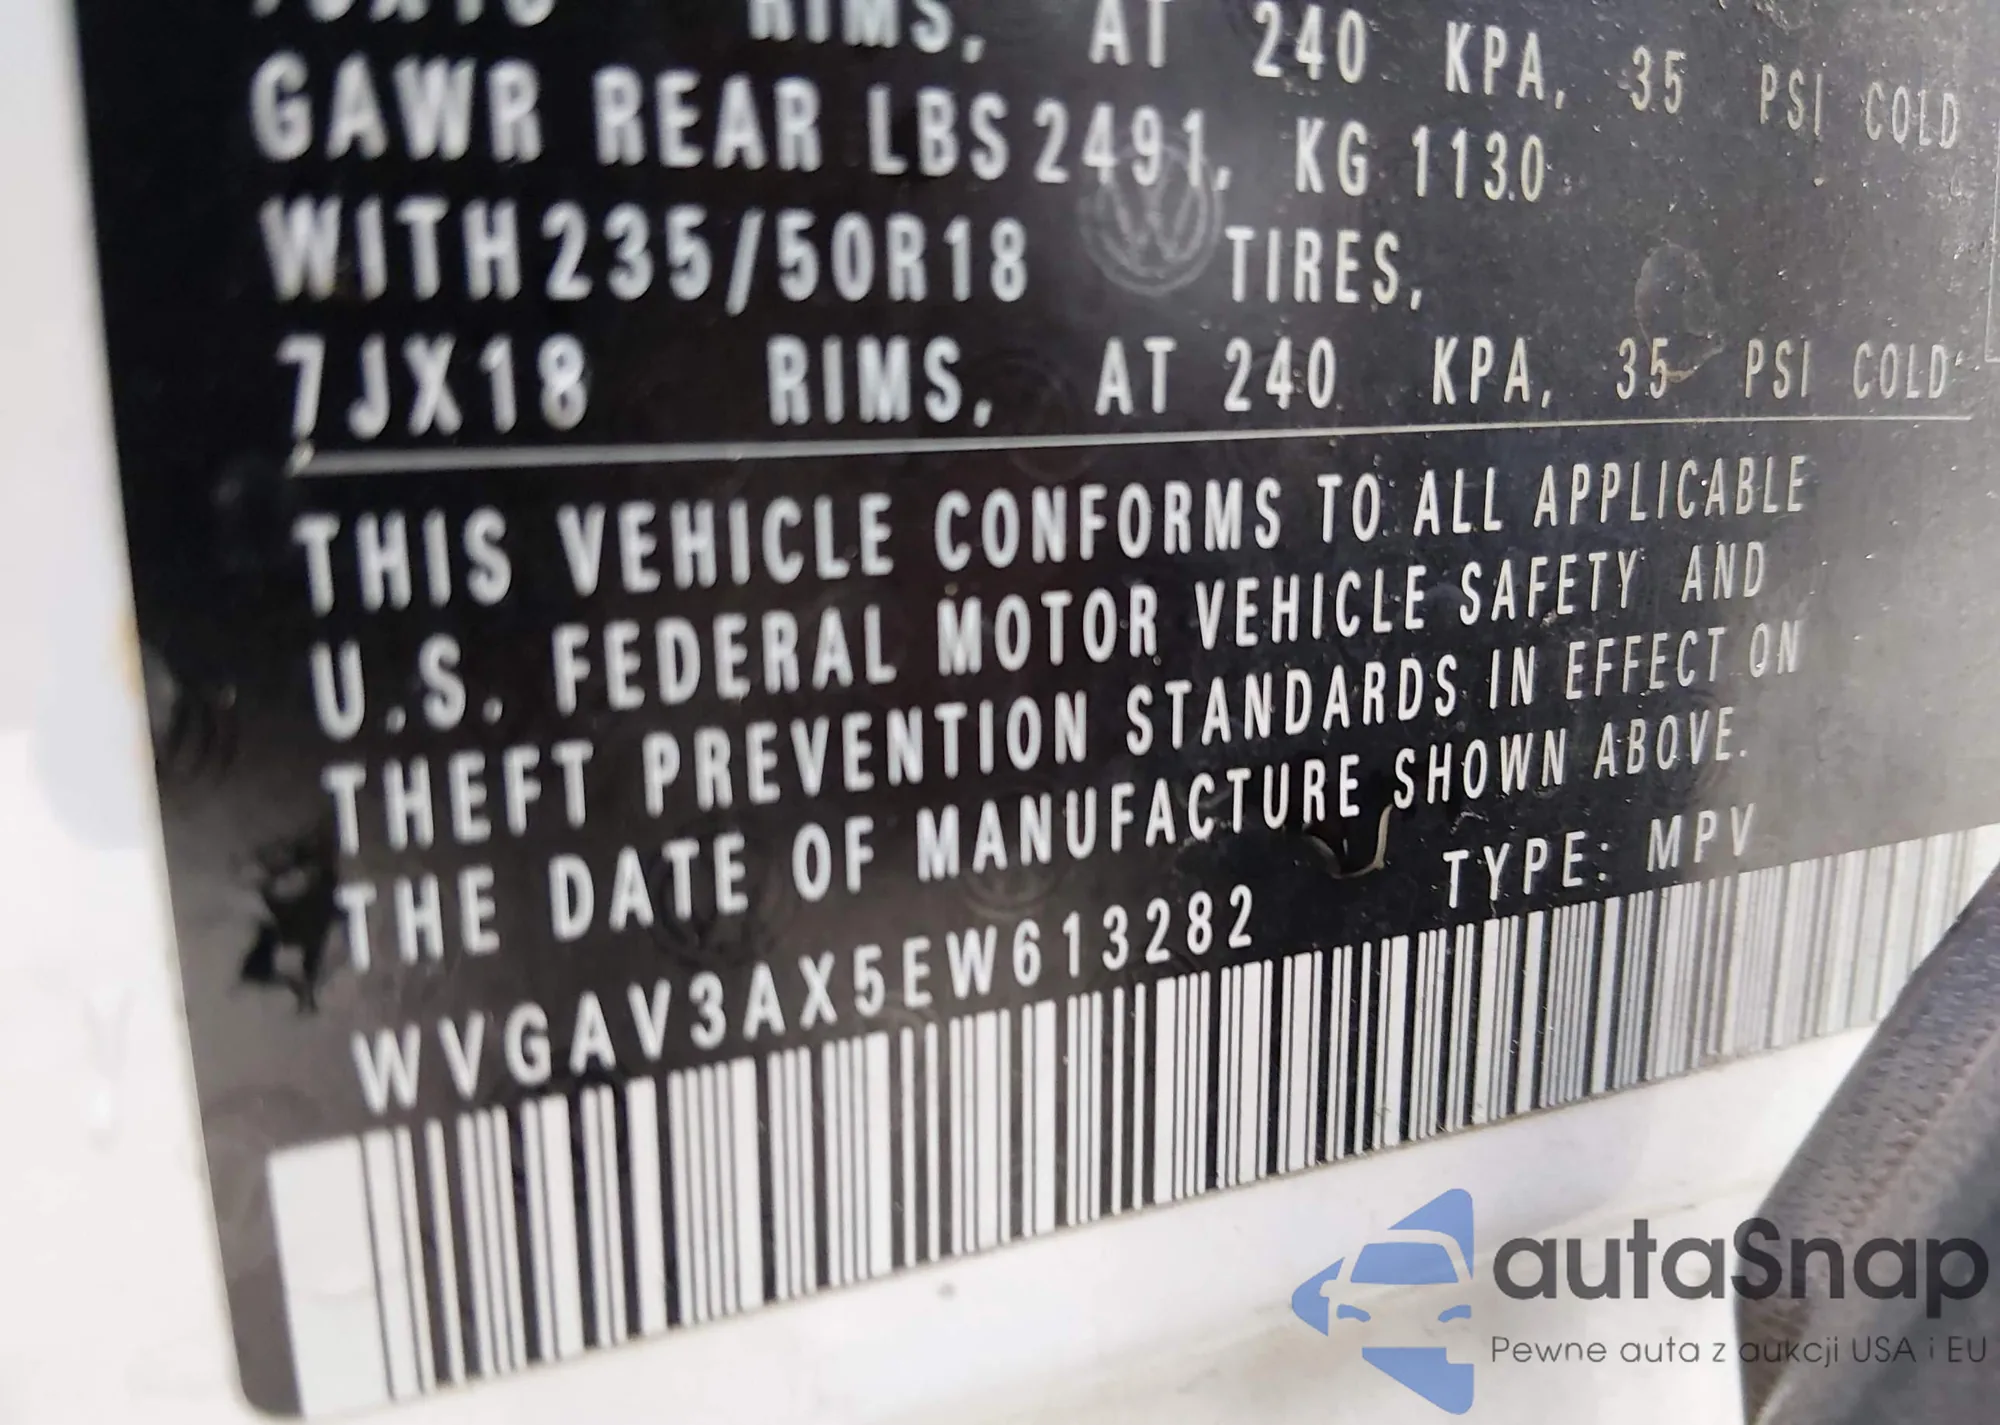 7JX18 RIMS, AT 240 KPA, 35 PSI COLD
GAWR REAR LBS 2491, KG 1130
WITH 235/50R18 TIRES,
7JX18 RIMS, AT 240 KPA, 35 PSI COLD
THIS VEHICLE CONFORMS TO ALL APPLICABLE
U.S. FEDERAL MOTOR VEHICLE SAFETY AND
THEFT PREVENTION STANDARDS IN EFFECT ON
THE DATE OF MANUFACTURE SHOWN ABOVE.
WVGAV3AX5EW613282 TYPE: MPV
autaSnap
Pewne auta z aukcji USA i EU